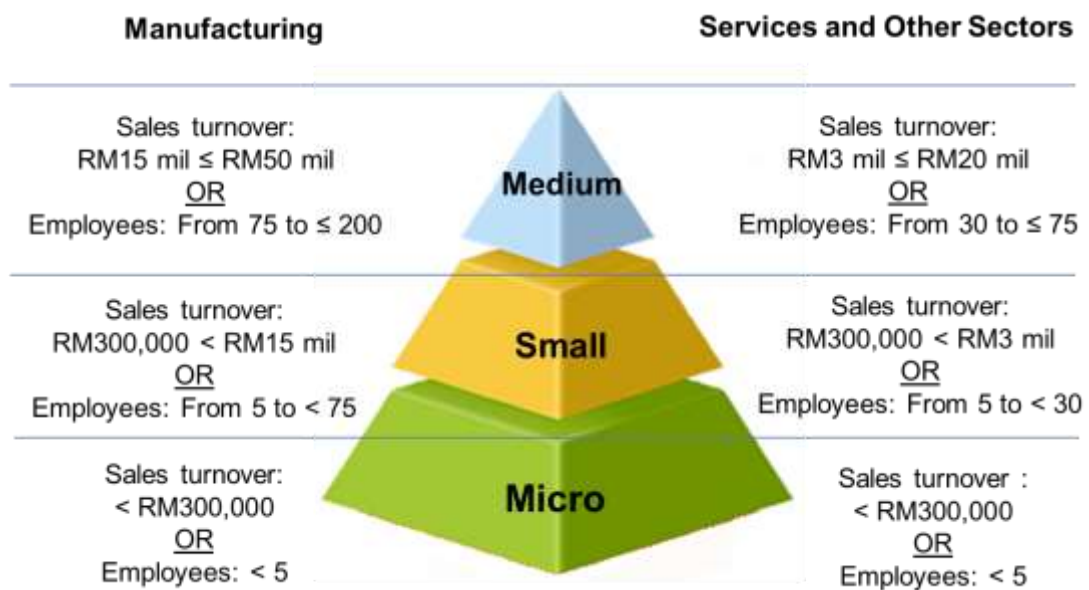 Manufacturing
Services and Other Sectors
Sales turnover:
RM15 mil ≤ RM50 mil
OR
Employees: From 75 to ≤ 200
Medium
Sales turnover:
RM3 mil ≤ RM20 mil
OR
Employees: From 30 to ≤ 75
Sales turnover:
RM300,000 < RM15 mil
OR
Employees: From 5 to < 75
Small
Sales turnover:
RM300,000 < RM3 mil
OR
Employees: From 5 to < 30
Sales turnover:
< RM300,000
OR
Employees: < 5
Micro
Sales turnover :
< RM300,000
OR
Employees: < 5